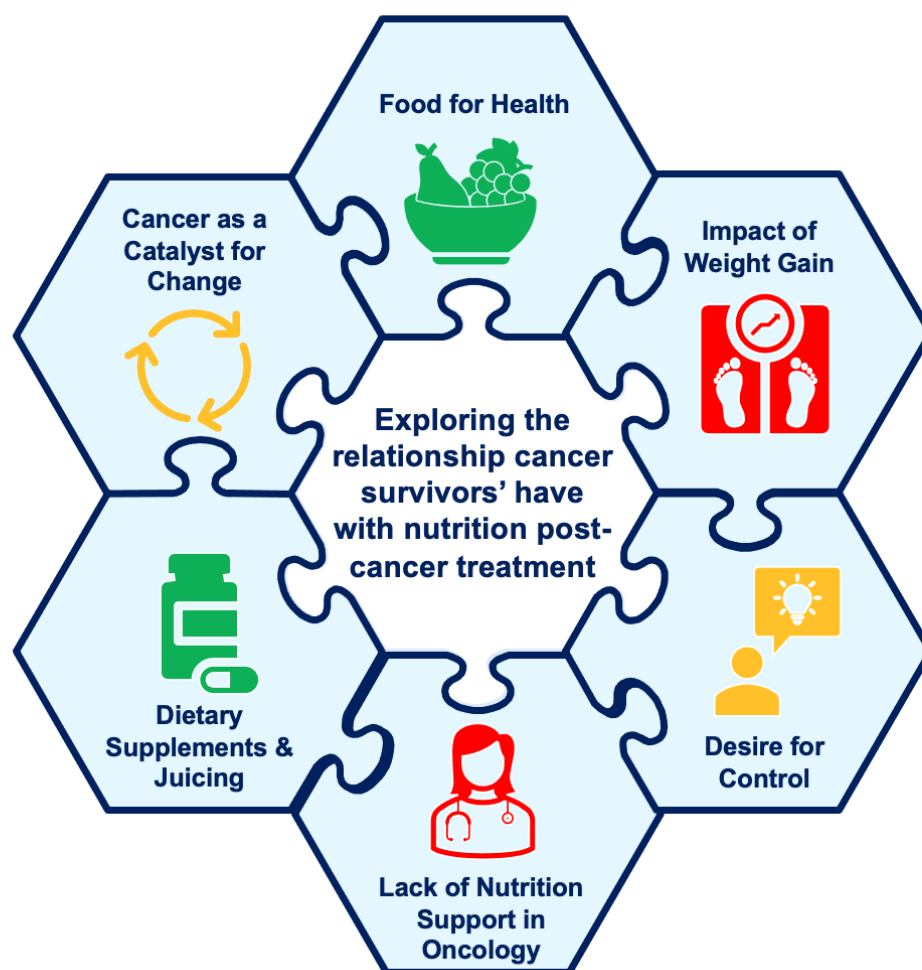 Food for Health
Cancer as a
Catalyst for
Change
Impact of
Weight Gain
Exploring the
relationship cancer
survivors’ have
with nutrition post-
cancer treatment
Dietary
Supplements &
Juicing
Desire for
Control
Lack of Nutrition
Support in
Oncology